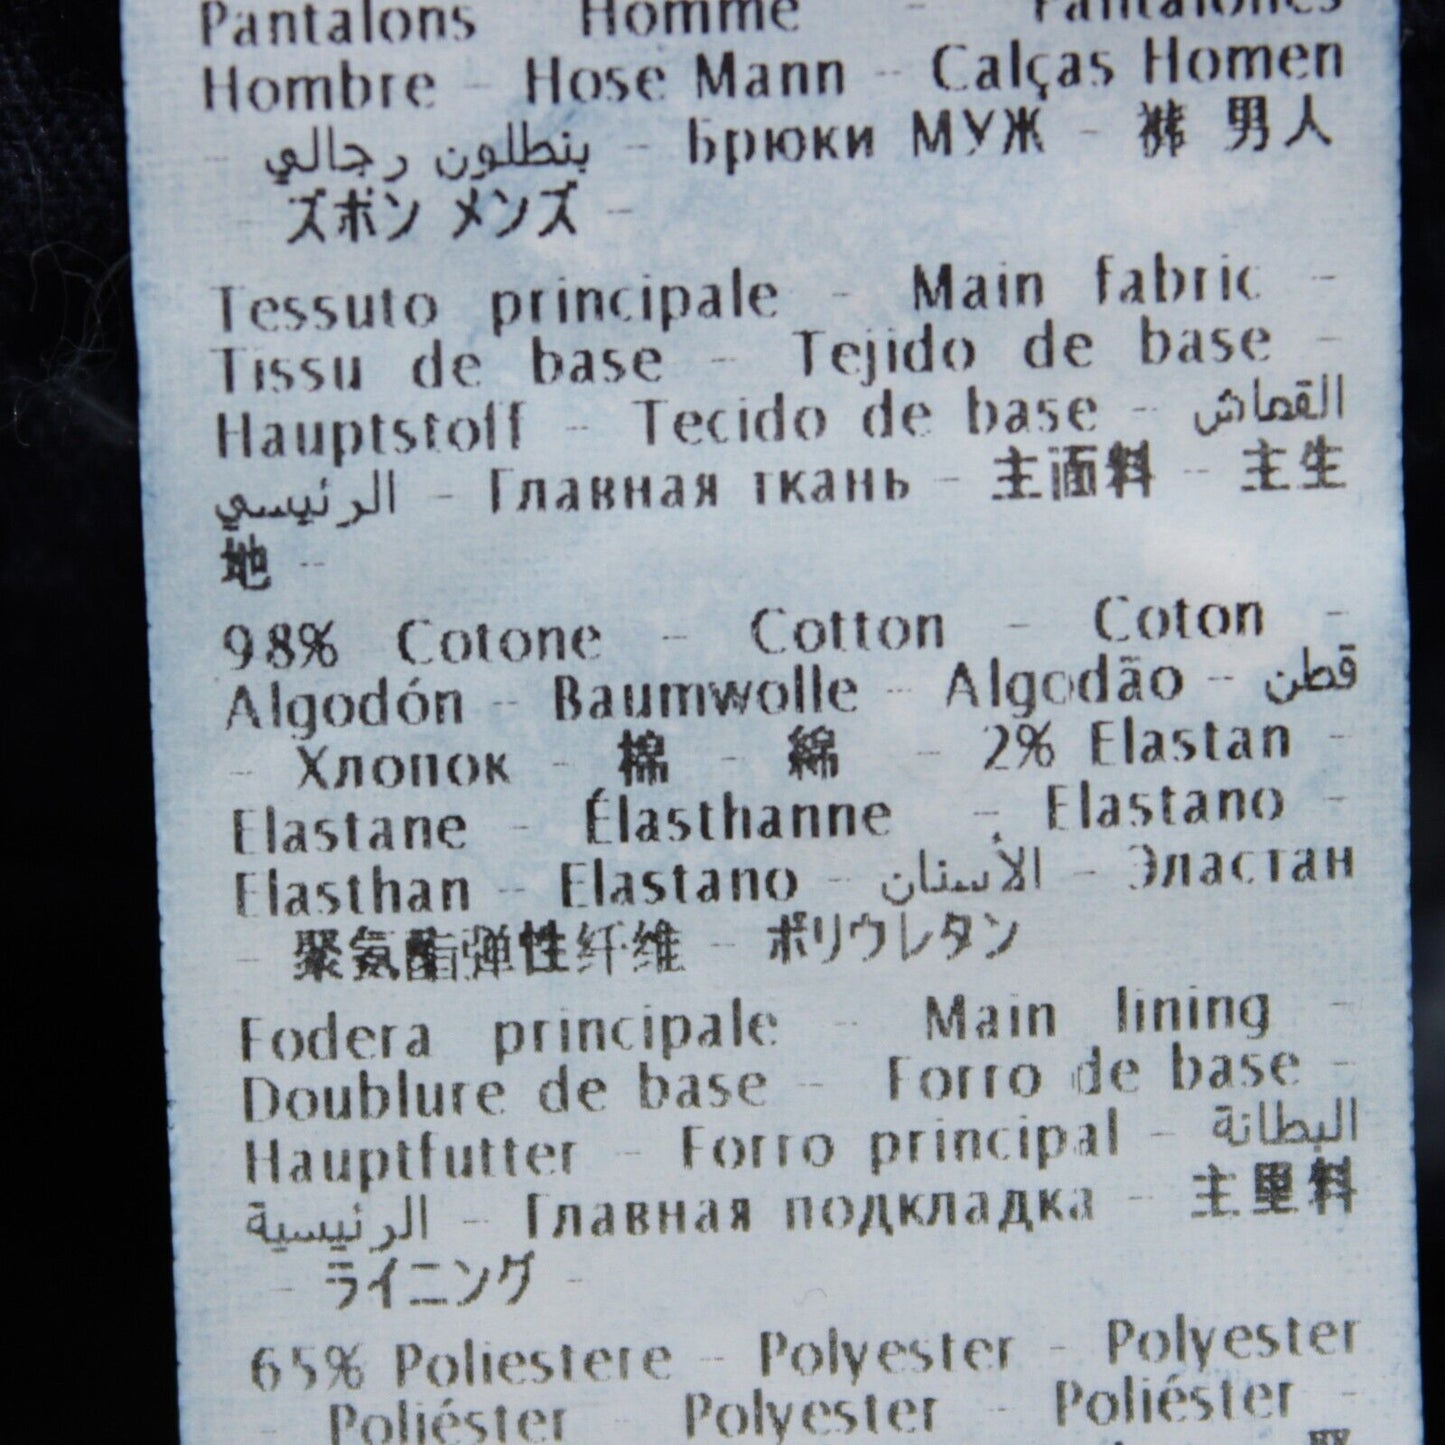 Pantalons Homme - Pantalones
Hombre - Hose Mann - Calças Homen
- بنطلون رجالي - Брюки МУЖ - 裤 男人
- ズボン メンズ -
Tessuto principale - Main fabric -
Tissu de base - Tejido de base -
Hauptstoff - Tecido de base - القماش
الرئيسي - Главная ткань - 主面料 - 主生
地 -
98% Cotone - Cotton - Coton -
Algodón - Baumwolle - Algodão - قطن
- Хлопок - 棉 - 綿 - 2% Elastan -
Elastane - Élasthanne - Elastano -
Elasthan - Elastano - الأستان - Эластан
- 聚氨酯弹性纤维 - ポリウレタン
Fodera principale - Main lining -
Doublure de base - Forro de base -
Hauptfutter - Forro principal - البطانة
الرئيسية - Главная подкладка - 主里料
- ライニング -
65% Poliestere - Polyester - Polyester
- Poliéster - Polyester - Poliéster -